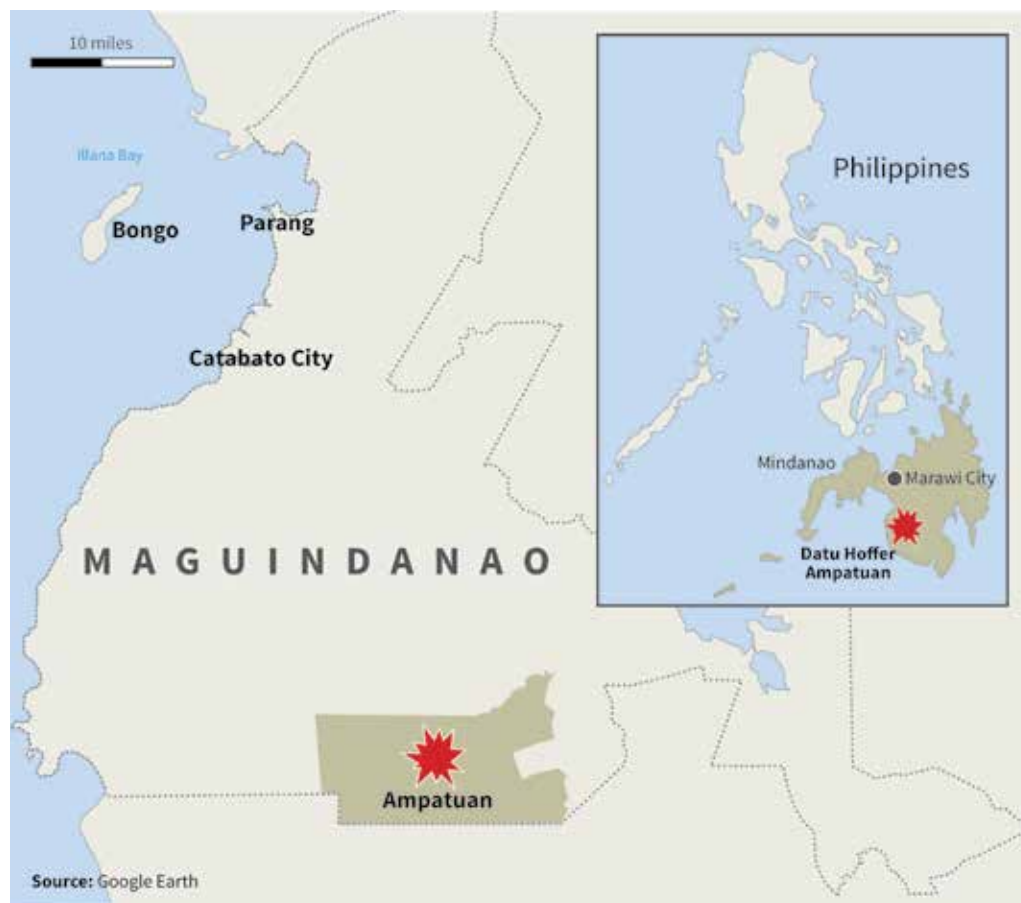 10 miles
Illana Bay
Bongo
Parang
Catabato City
MAGUINDANAO
Ampatuan
Source: Google Earth
Philippines
Mindanao
Marawi City
Datu Hoffer
Ampatuan